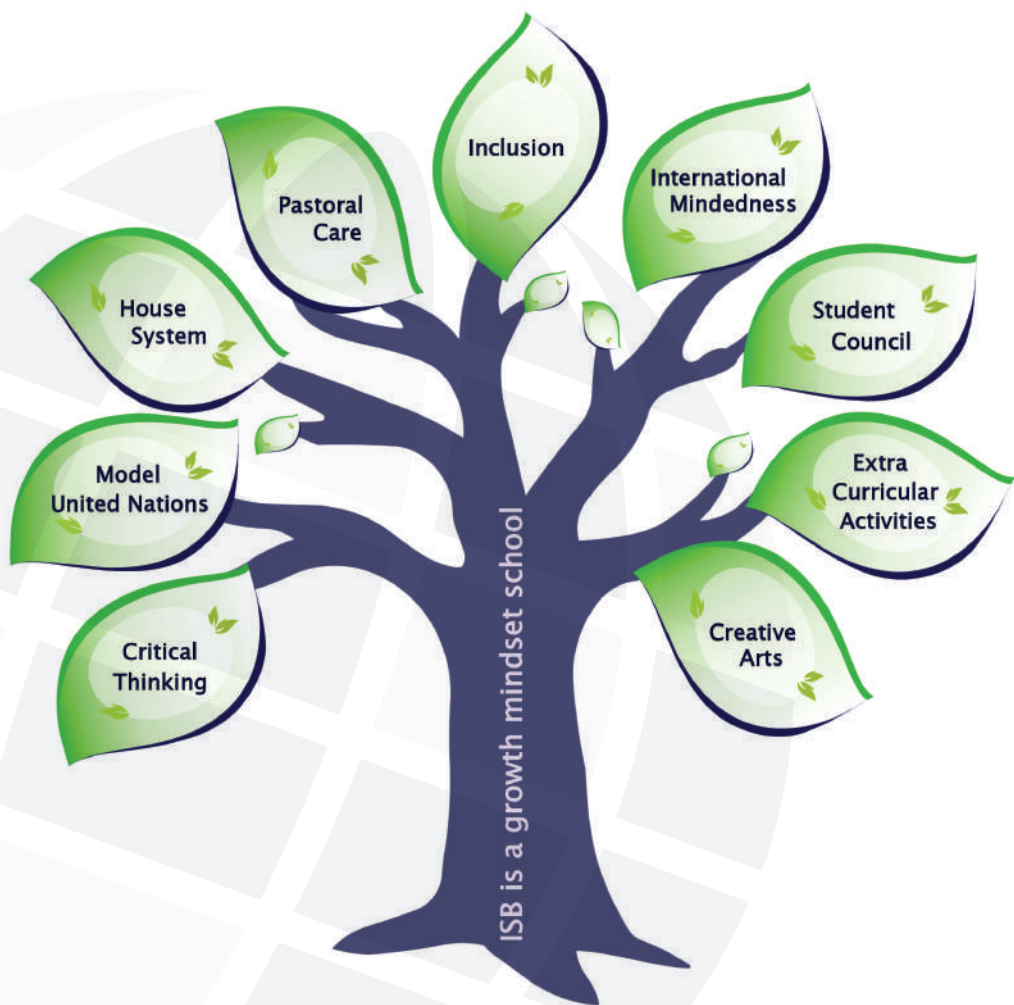 Inclusion
International
Mindedness
Pastoral
Care
House
System
Student
Council
Model
United Nations
Extra
Curricular
Activities
Critical
Thinking
Creative
Arts
ISB is a growth mindset school